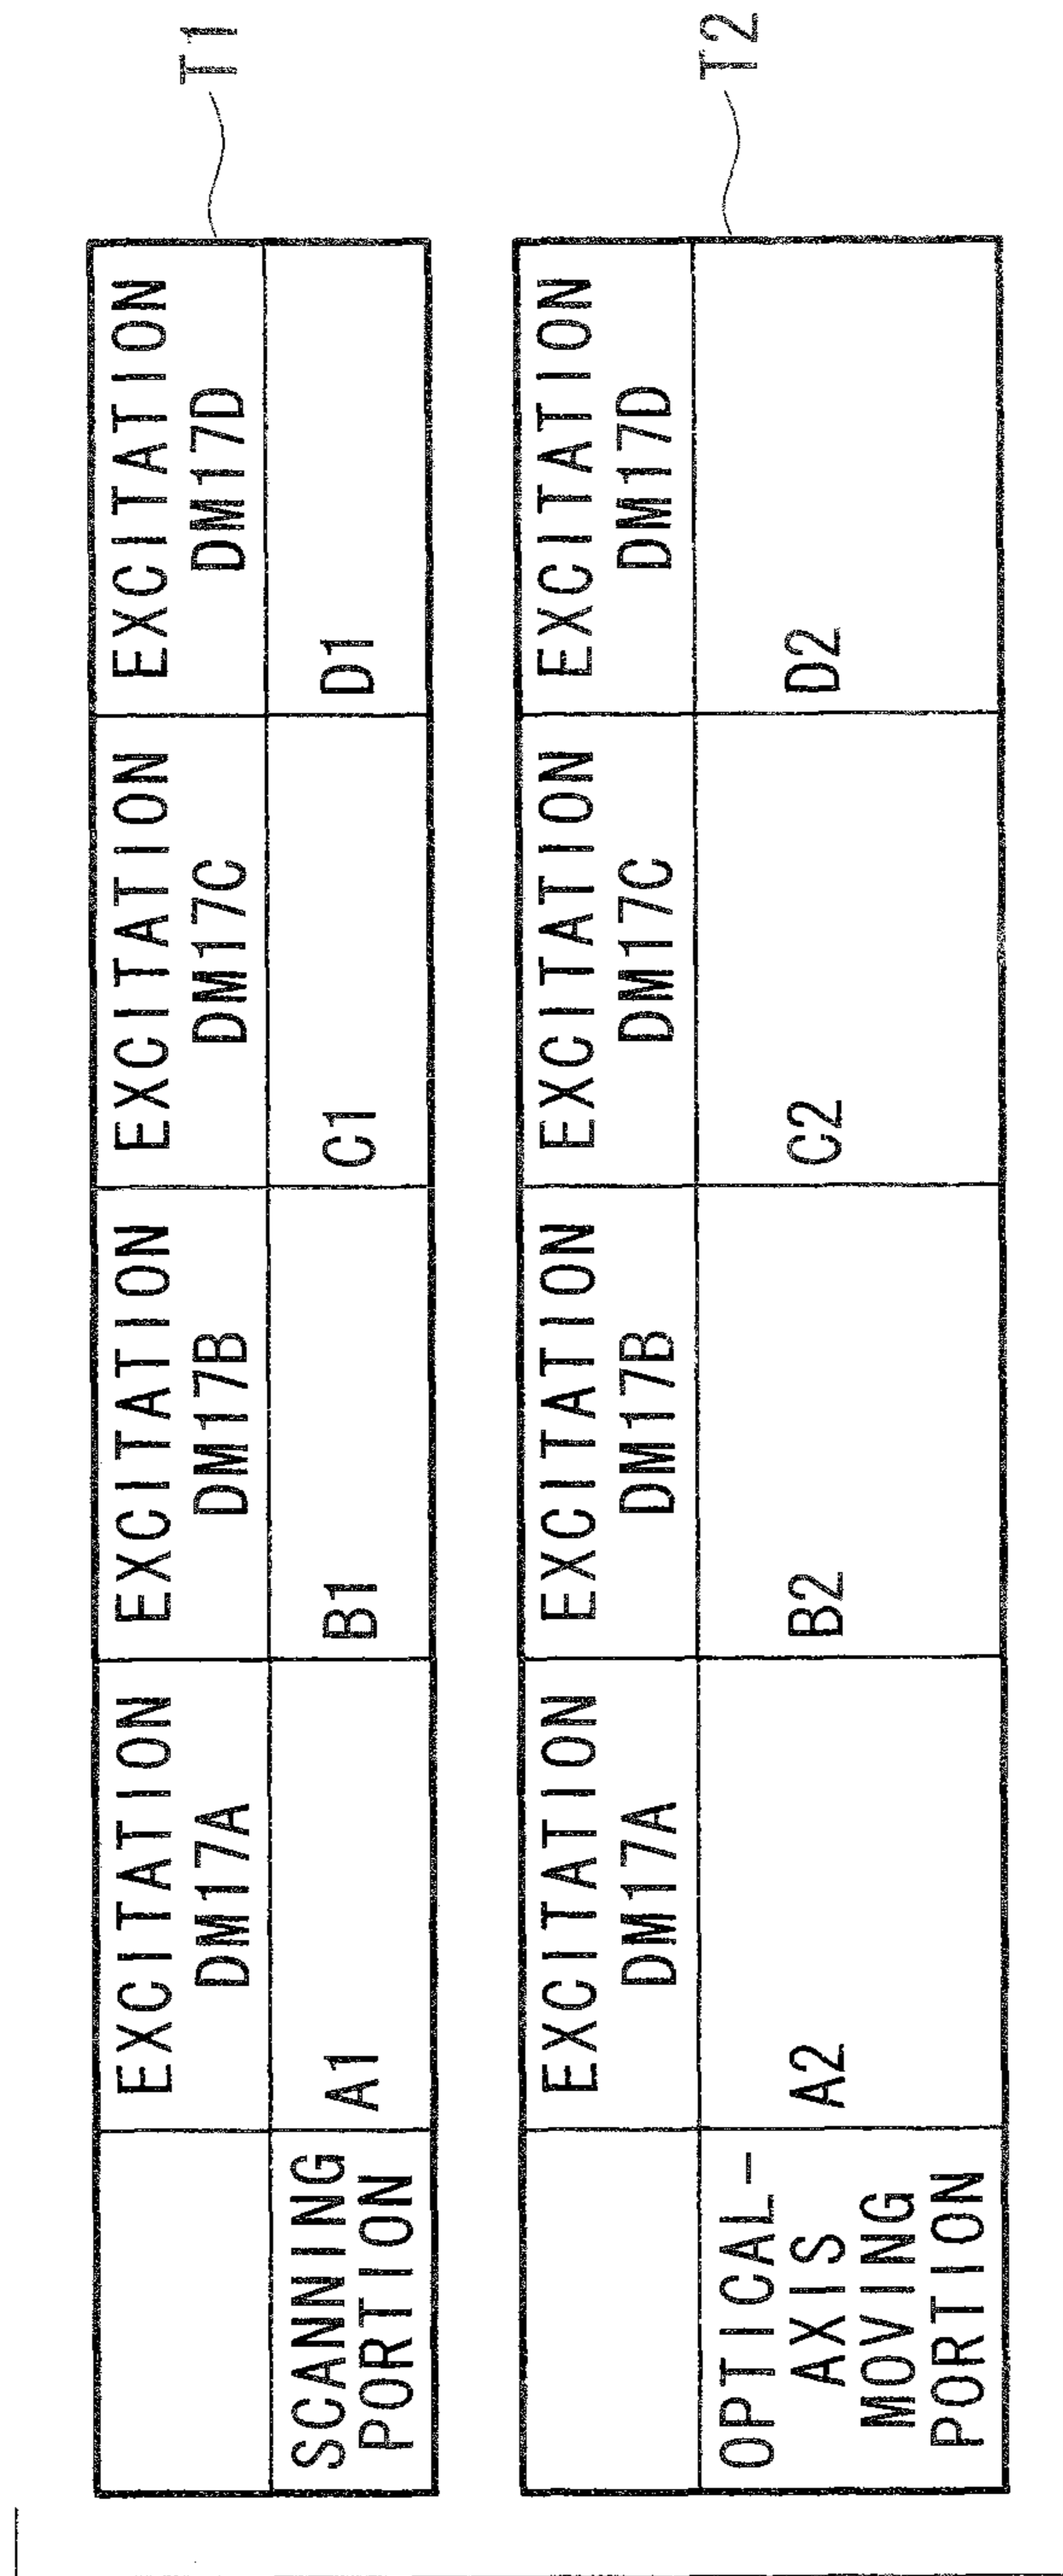 T1
EXCITATION DM17A EXCITATION DM17B EXCITATION DM17C EXCITATION DM17D
SCANNING PORTION A1 B1 C1 D1
T2
EXCITATION DM17A EXCITATION DM17B EXCITATION DM17C EXCITATION DM17D
OPTICAL-AXIS MOVING PORTION A2 B2 C2 D2